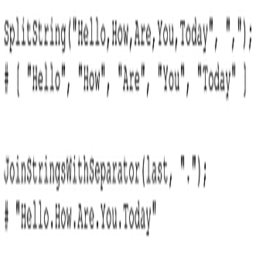 SplitString("Hello,How,Are,You,Today", ",");
# [ "Hello", "How", "Are", "You", "Today" ]
JoinStringsWithSeparator(last, ".");
# "Hello.How.Are.You.Today"